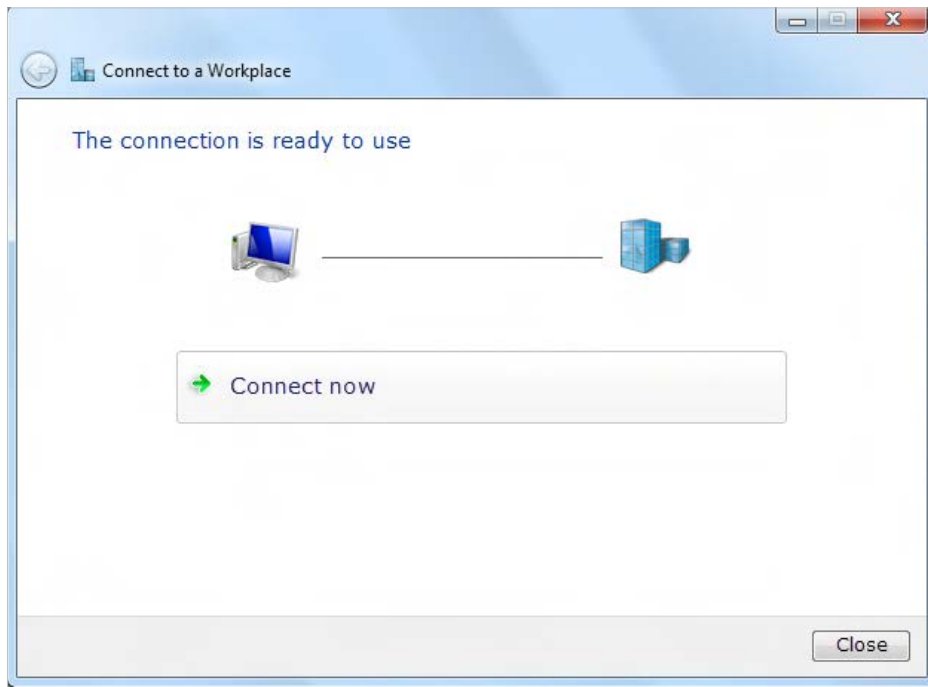 Connect to a Workplace
The connection is ready to use
Connect now
Close